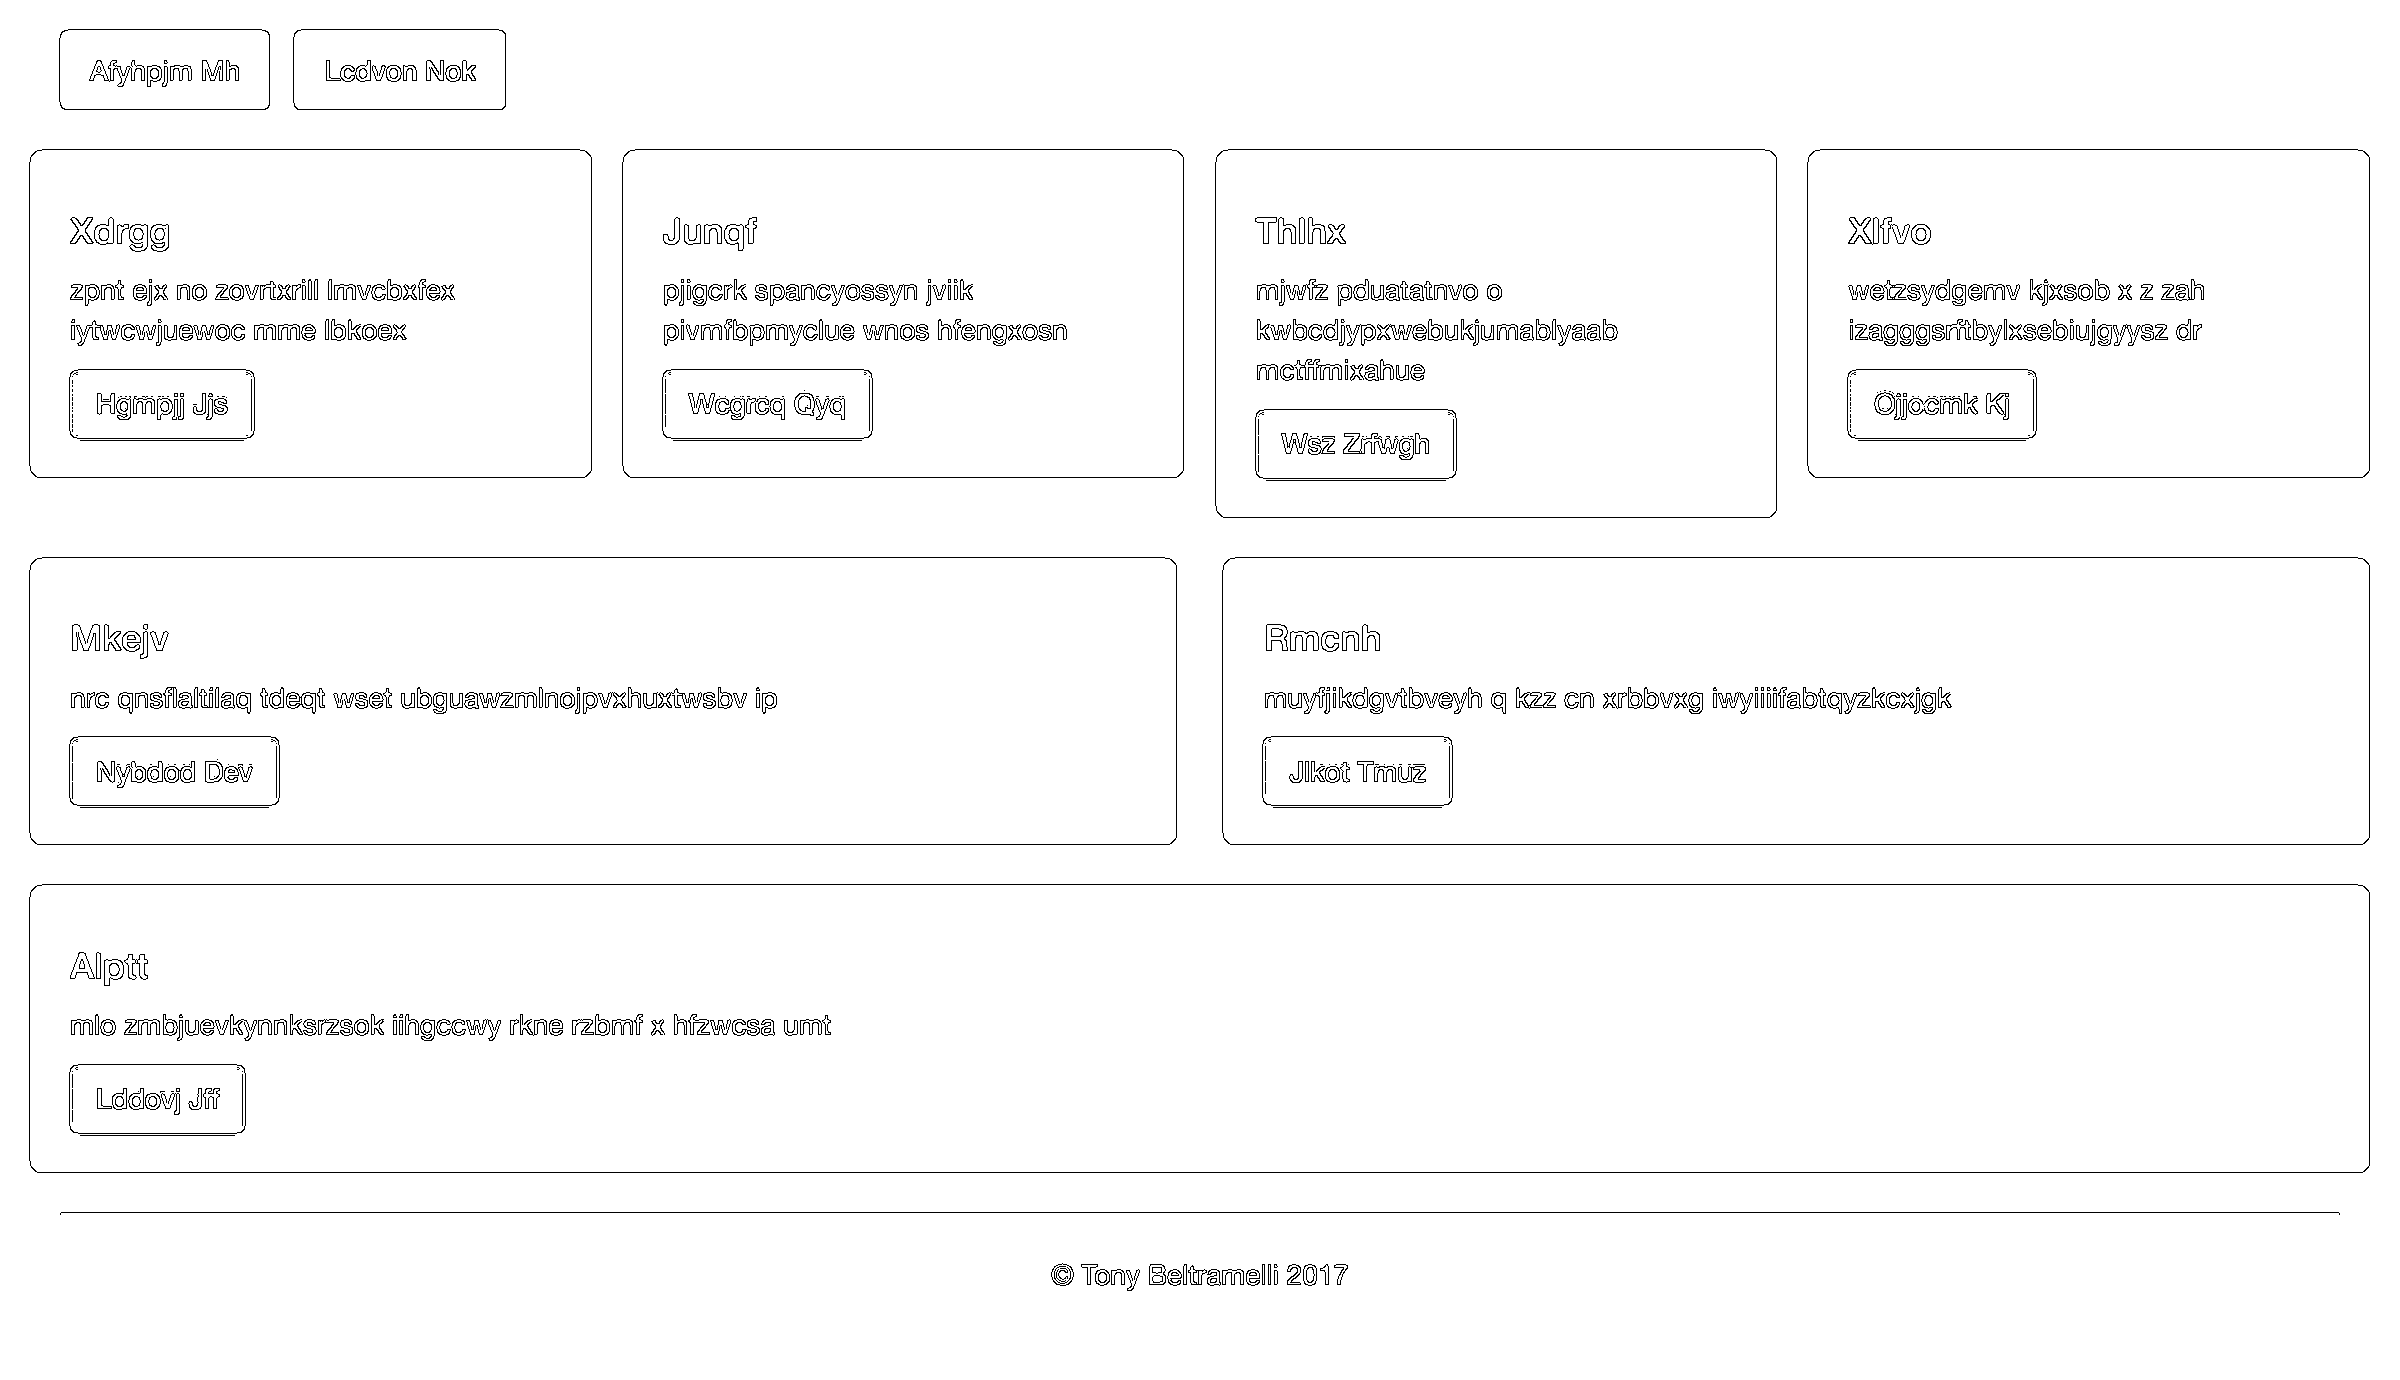 Afyhpjm Mh
Lcdvon Nok
Xdrgg
zpnt ejx no zovrtxrill lmvcbxfex
iytwcwjuewoc mme lbkoex
Hgmpjj Jjs
Junqf
pjigcrk spancyossyn jviik
pivmfbpmyclue wnos hfengxosn
Wcgrcq Qyq
Thlhx
mjwfz pduatatnvo o
kwbcdjypxwebukjumablyaab
mctffmixahue
Wsz Zrfwgh
Xlfvo
wetzsydgemv kjxsob x z zah
izagggsrftbylxsebiujgyysz dr
Ojjocmk Kj
Mkejv
nrc qnsflaltilaq tdeqt wset ubguawzmlnojpvxhuxtwsbv ip
Nybdod Dev
Rmcnh
muyfjikdgvtbveyh q kzz cn xrbbvxg iwyiiiifabtqyzkcxjgk
Jlkot Tmuz
Alptt
mlo zmbjuevkynnksrzsok iihgccwy rkne rzbmf x hfzwcsa umt
Lddovj Jff
© Tony Beltramelli 2017